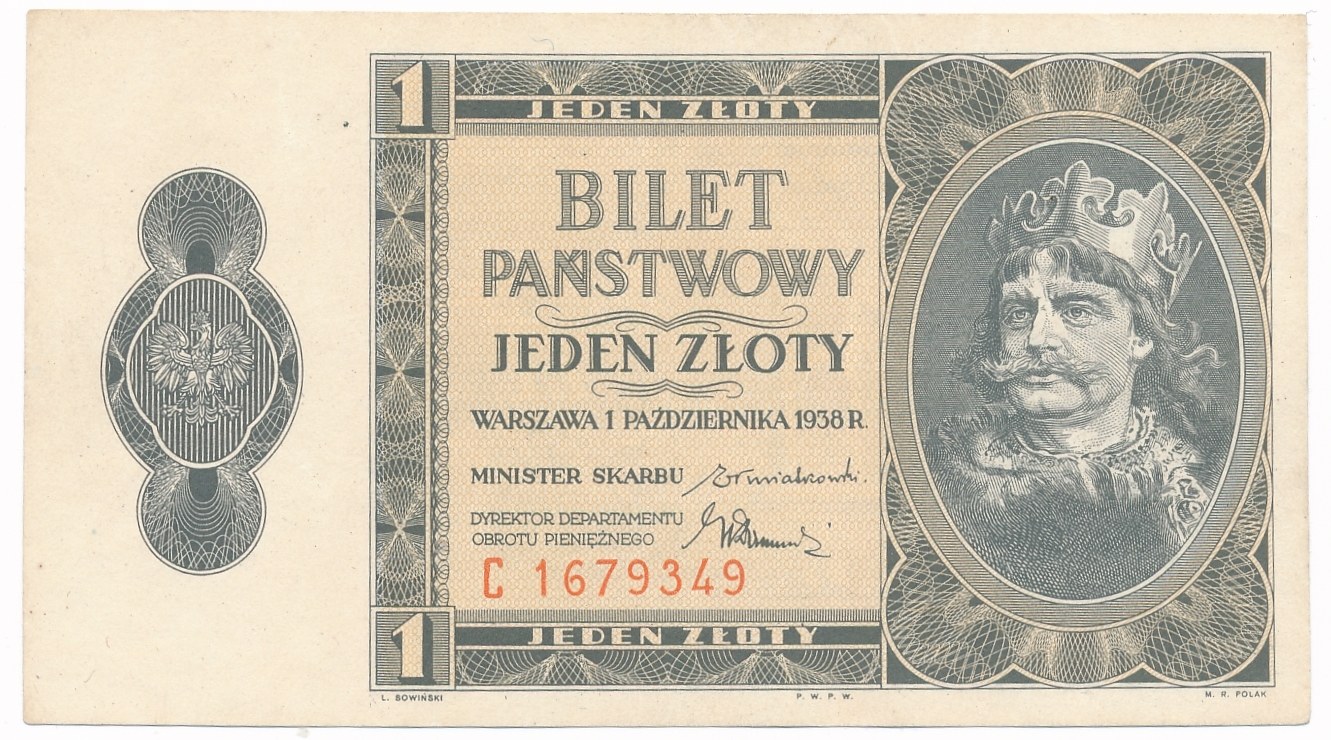 1
JEDEN ZŁOTY
BILET
PAŃSTWOWY
JEDEN ZŁOTY
WARSZAWA 1 PAŹDZIERNIKA 1938 R.
MINISTER SKARBU
DYREKTOR DEPARTAMENTU
OBROTU PIENIĘŻNEGO
C 1679349
1
JEDEN ZŁOTY
L. SOWIŃSKI
P. W. P. W.
M. R. POLAK